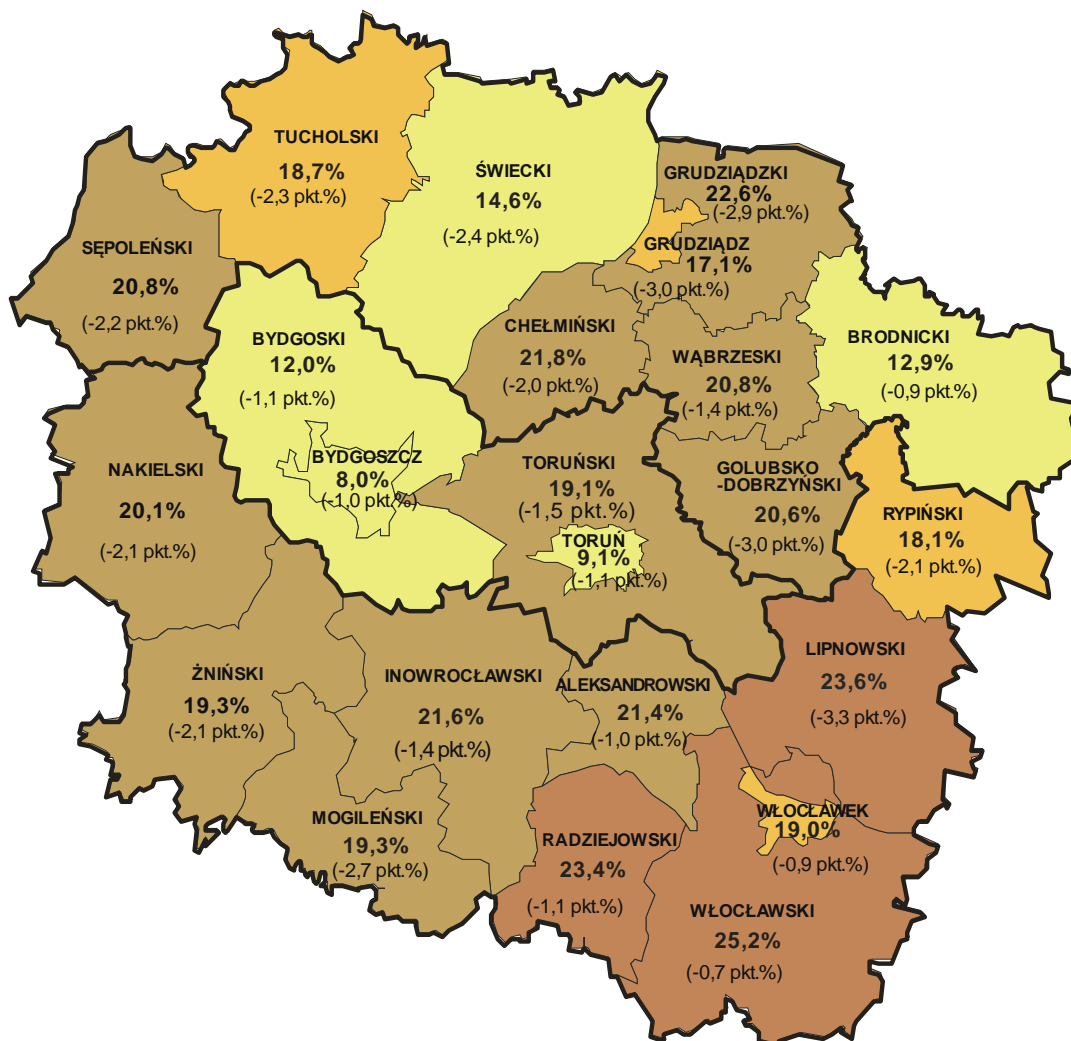 TUCHOLSKI
18,7%
(-2,3 pkt.%)
ŚWIECKI
14,6%
(-2,4 pkt.%)
GRUDZIĄDZKI
22,6%
(-2,9 pkt.%)
GRUDZIĄDZ
17,1%
(-3,0 pkt.%)
SĘPOLEŃSKI
20,8%
(-2,2 pkt.%)
BYDGOSKI
12,0%
(-1,1 pkt.%)
CHEŁMIŃSKI
21,8%
(-2,0 pkt.%)
WĄBRZESKI
20,8%
(-1,4 pkt.%)
BRODNICKI
12,9%
(-0,9 pkt.%)
NAKIELSKI
20,1%
(-2,1 pkt.%)
BYDGOSZCZ
8,0%
(-1,0 pkt.%)
TORUŃSKI
19,1%
(-1,5 pkt.%)
TORUŃ
9,1%
(-1,1 pkt.%)
GOLUBSKO
-DOBRZYŃSKI
20,6%
(-3,0 pkt.%)
RYPIŃSKI
18,1%
(-2,1 pkt.%)
ŻNIŃSKI
19,3%
(-2,1 pkt.%)
INOWROCŁAWSKI
21,6%
(-1,4 pkt.%)
ALEKSANDROWSKI
21,4%
(-1,0 pkt.%)
LIPNOWSKI
23,6%
(-3,3 pkt.%)
MOGILEŃSKI
19,3%
(-2,7 pkt.%)
RADZIEJOWSKI
23,4%
(-1,1 pkt.%)
WŁOCŁAWEK
19,0%
(-0,9 pkt.%)
WŁOCŁAWSKI
25,2%
(-0,7 pkt.%)